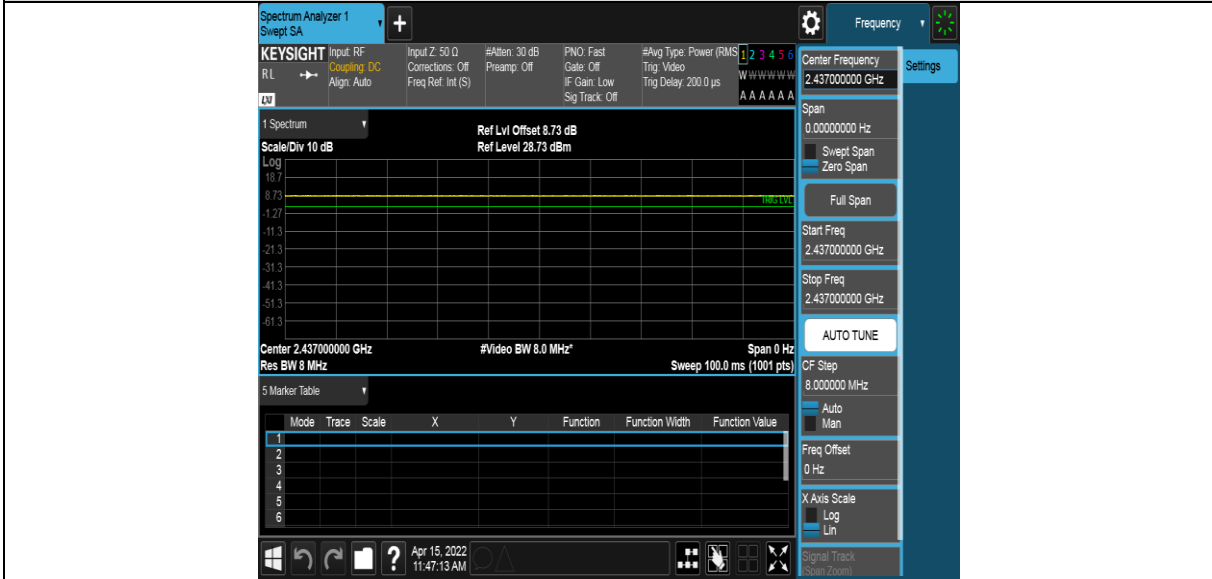 Spectrum Analyzer 1
Swept SA
+
Frequency
KEYSIGHT
RL
LXI
Input: RF
Coupling: DC
Align: Auto
Input Z: 50 Ω
Corrections: Off
Freq Ref: Int (S)
#Atten: 30 dB
Preamp: Off
PNO: Fast
Gate: Off
IF Gain: Low
Sig Track: Off
#Avg Type: Power (RMS
Trig: Video
Trig Delay: 200.0 µs
1 2 3 4 5 6
W W W W W W
A A A A A A
1 Spectrum
Scale/Div 10 dB
Ref Lvl Offset 8.73 dB
Ref Level 28.73 dBm
Log
18.7
8.73
TRIG LVL
-1.27
-11.3
-21.3
-31.3
-41.3
-51.3
-61.3
Center 2.437000000 GHz
#Video BW 8.0 MHz*
Span 0 Hz
Res BW 8 MHz
Sweep 100.0 ms (1001 pts)
5 Marker Table
Mode Trace Scale X Y Function Function Width Function Value
1
2
3
4
5
6
?
Apr 15, 2022
11:47:13 AM
Center Frequency
2.437000000 GHz
Settings
Span
0.00000000 Hz
Swept Span
Zero Span
Full Span
Start Freq
2.437000000 GHz
Stop Freq
2.437000000 GHz
AUTO TUNE
CF Step
8.000000 MHz
Auto
Man
Freq Offset
0 Hz
X Axis Scale
Log
Lin
Signal Track
(Span Zoom)